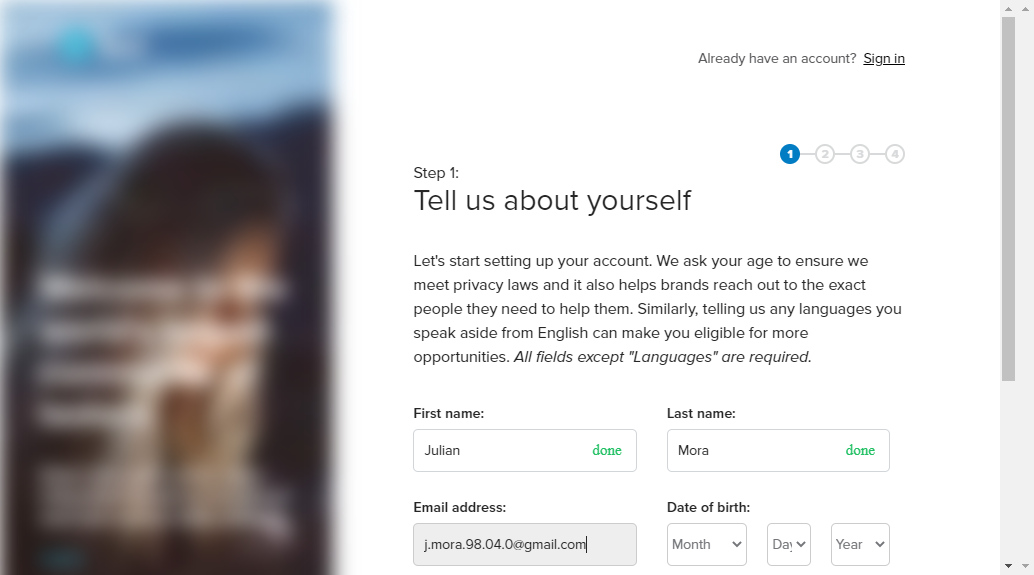 Already have an account? Sign in
1 2 3 4
Step 1:
Tell us about yourself
Let's start setting up your account. We ask your age to ensure we
meet privacy laws and it also helps brands reach out to the exact
people they need to help them. Similarly, telling us any languages you
speak aside from English can make you eligible for more
opportunities. All fields except "Languages" are required.
First name: Last name:
Julian done Mora done
Email address: Date of birth:
j.mora.98.04.0@gmail.com Month Day Year